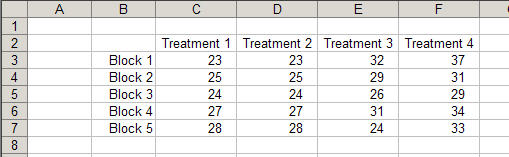 A B C D E F
1
2 Treatment 1 Treatment 2 Treatment 3 Treatment 4
3 Block 1 23 23 32 37
4 Block 2 25 25 29 31
5 Block 3 24 24 26 29
6 Block 4 27 27 31 34
7 Block 5 28 28 24 33
8